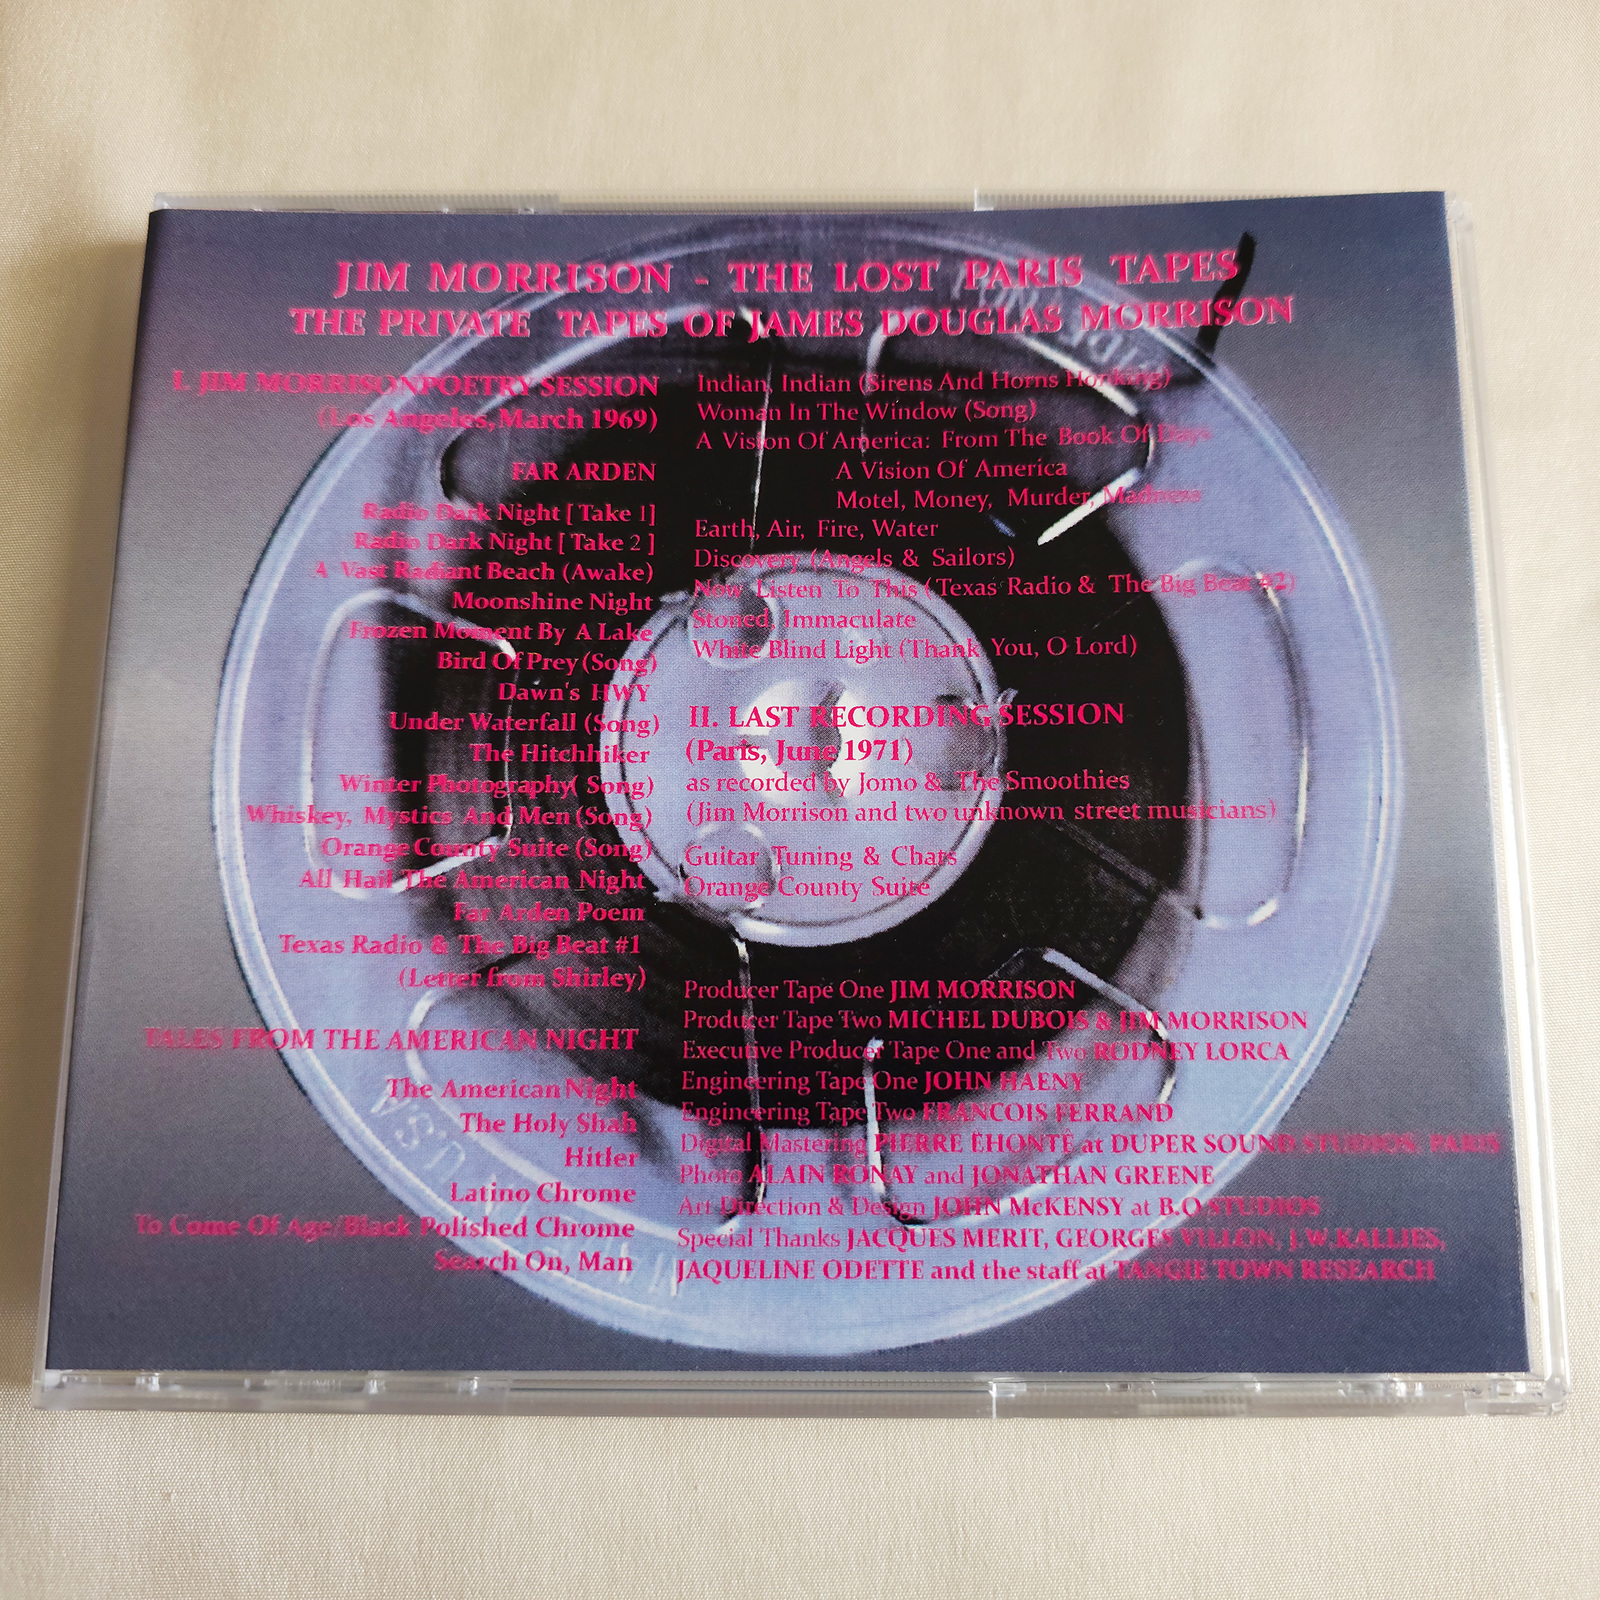 JIM MORRISON - THE LOST PARIS TAPES
THE PRIVATE TAPES OF JAMES DOUGLAS MORRISON
I. JIM MORRISONPOETRY SESSION
(Los Angeles, March 1969)
FAR ARDEN
Radio Dark Night [ Take 1]
Radio Dark Night [ Take 2 ]
A Vast Radiant Beach (Awake)
Moonshine Night
Frozen Moment By A Lake
Bird Of Prey (Song)
Dawn's HWY
Under Waterfall (Song)
The Hitchhiker
Winter Photography( Song)
Whiskey, Mystics And Men (Song)
Orange County Suite (Song)
All Hail The American Night
Far Arden Poem
Texas Radio & The Big Beat #1
(Letter from Shirley)
TALES FROM THE AMERICAN NIGHT
The American Night
The Holy Shah
Hitler
Latino Chrome
To Come Of Age/Black Polished Chrome
Search On, Man
Indian, Indian (Sirens And Horns Honking)
Woman In The Window (Song)
A Vision Of America: From The Book Of Days
A Vision Of America
Motel, Money, Murder, Madness
Earth, Air, Fire, Water
Discovery (Angels & Sailors)
Now Listen To This ( Texas Radio & The Big Beat #2)
Stoned, Immaculate
White Blind Light (Thank You, O Lord)
II. LAST RECORDING SESSION
(Paris, June 1971)
as recorded by Jomo & The Smoothies
(Jim Morrison and two unknown street musicians)
Guitar Tuning & Chats
Orange County Suite
Producer Tape One JIM MORRISON
Producer Tape Two MICHEL DUBOIS & JIM MORRISON
Executive Producer Tape One and Two RODNEY LORCA
Engineering Tape One JOHN HAENY
Engineering Tape Two FRANCOIS FERRAND
Digital Mastering PIERRE ÉHONTÉ at DUPER SOUND STUDIOS, PARIS
Photo ALAIN RONAY and JONATHAN GREENE
Art Direction & Design JOHN McKENSY at B.O STUDIOS
Special Thanks JACQUES MERIT, GEORGES VILLON, J.W.KALLIES,
JAQUELINE ODETTE and the staff at TANGIE TOWN RESEARCH
SIDE NO.
U.S.A